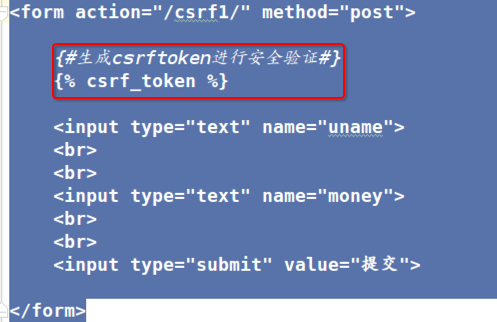 <form action="/csrf1/" method="post">
{#生成csrftoken进行安全验证#}
{% csrf_token %}
<input type="text" name="uname">
<br>
<br>
<input type="text" name="money">
<br>
<br>
<input type="submit" value="提交">
</form>